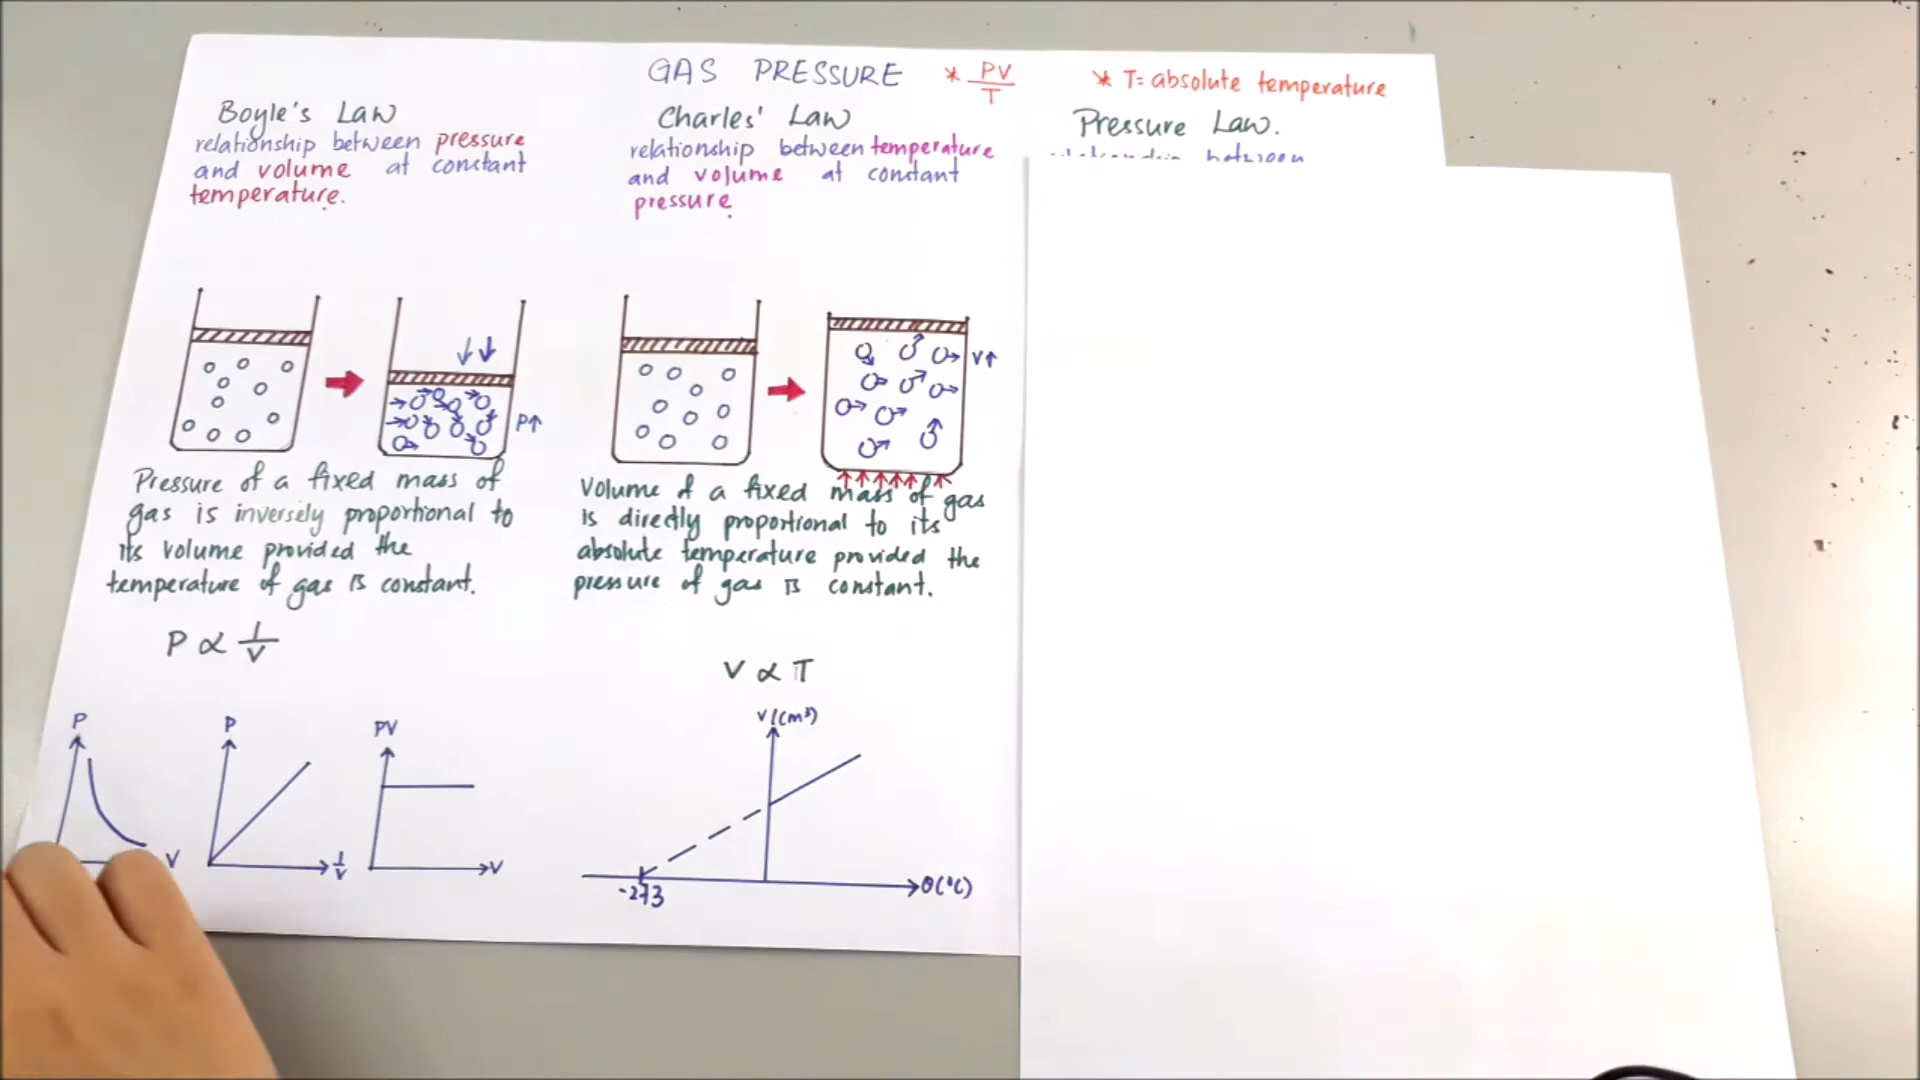 GAS PRESSURE * PV/T * T= absolute temperature
Boyle's Law
relationship between pressure
and volume at constant
temperature.
P↑
Pressure of a fixed mass of
gas is inversely proportional to
its volume provided the
temperature of gas is constant.
P ∝ 1/V
P
V
P
1/V
PV
V
Charles' Law
relationship between temperature
and volume at constant
pressure.
V↑
Volume of a fixed mass of gas
is directly proportional to its
absolute temperature provided the
pressure of gas is constant.
V ∝ T
V/(m³)
-273
θ(°C)
Pressure Law.
between